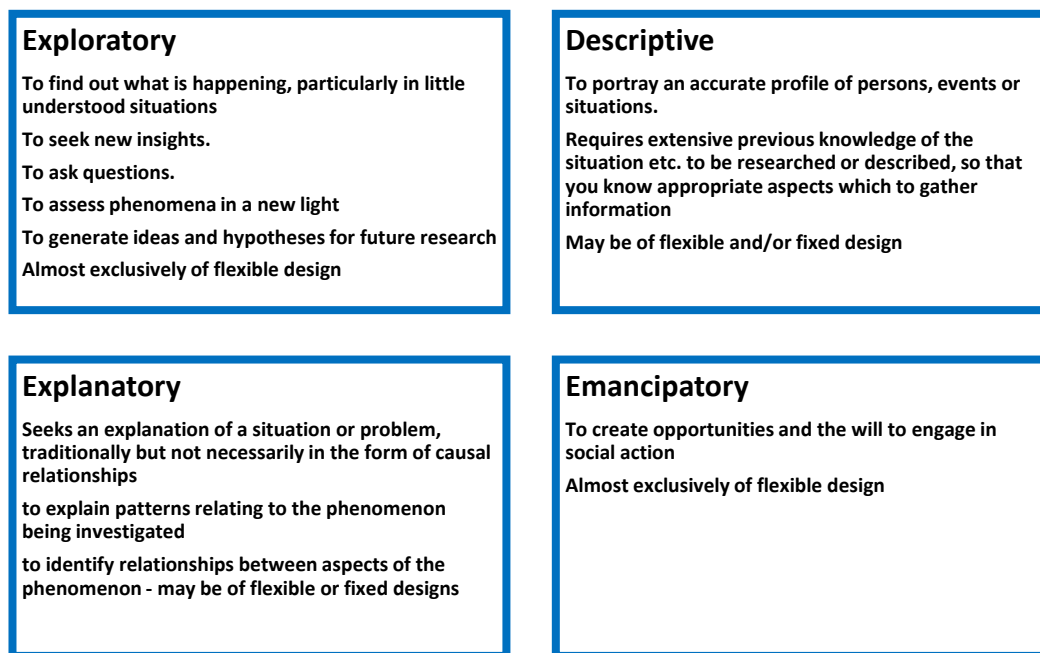 Exploratory
To find out what is happening, particularly in little
understood situations
To seek new insights.
To ask questions.
To assess phenomena in a new light
To generate ideas and hypotheses for future research
Almost exclusively of flexible design
Descriptive
To portray an accurate profile of persons, events or
situations.
Requires extensive previous knowledge of the
situation etc. to be researched or described, so that
you know appropriate aspects which to gather
information
May be of flexible and/or fixed design
Explanatory
Seeks an explanation of a situation or problem,
traditionally but not necessarily in the form of causal
relationships
to explain patterns relating to the phenomenon
being investigated
to identify relationships between aspects of the
phenomenon - may be of flexible or fixed designs
Emancipatory
To create opportunities and the will to engage in
social action
Almost exclusively of flexible design